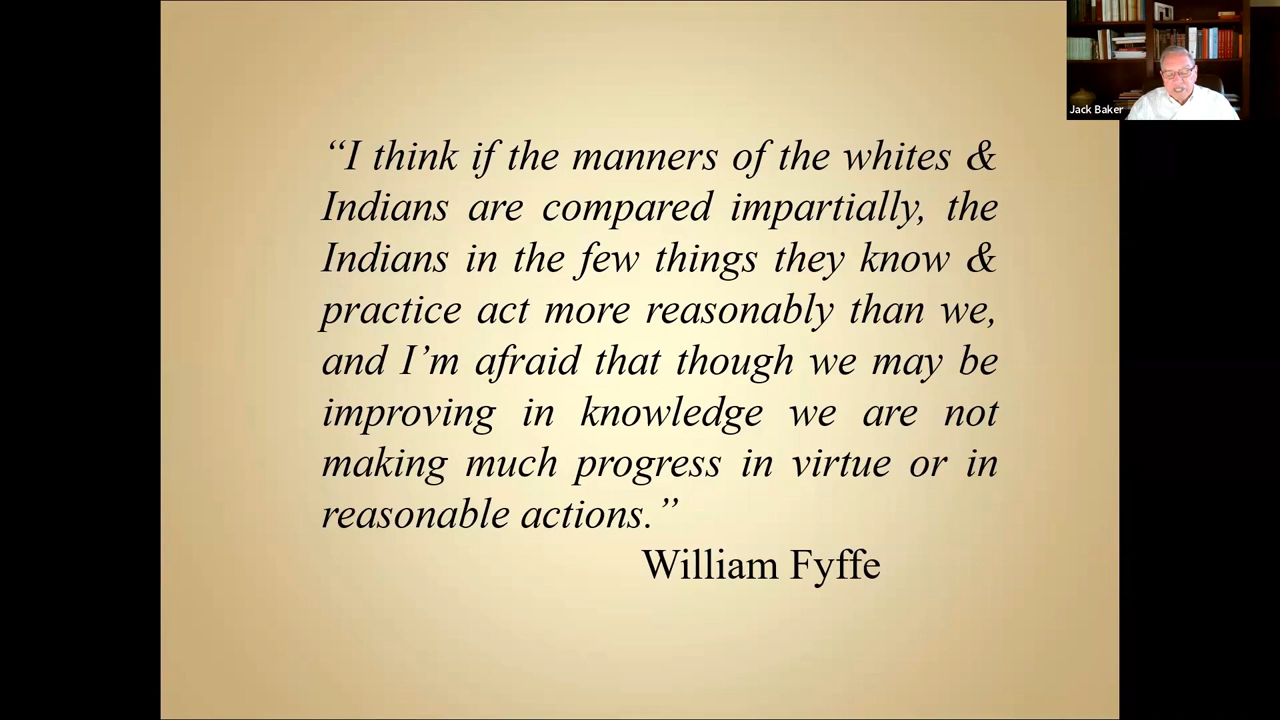 “I think if the manners of the whites &
Indians are compared impartially, the
Indians in the few things they know &
practice act more reasonably than we,
and I’m afraid that though we may be
improving in knowledge we are not
making much progress in virtue or in
reasonable actions.”
William Fyffe
Jack Baker